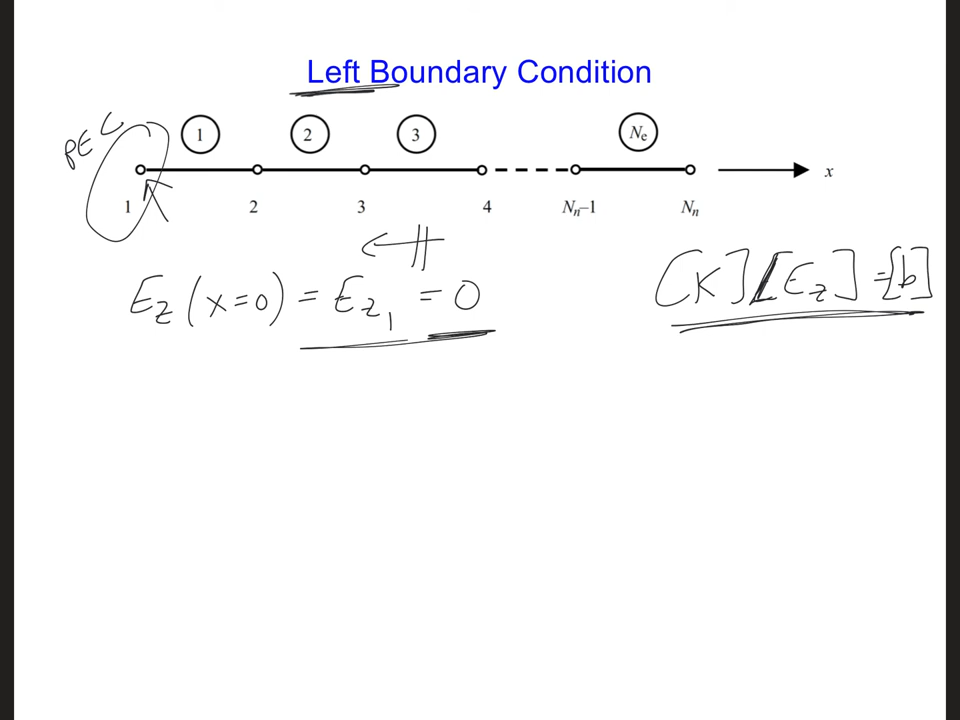 Left Boundary Condition
PEC
1 2 3 Ne
x
1 2 3 4 Nn–1 Nn
Ez (x=0) = Ez1 = 0
[K] [Ez] = [b]